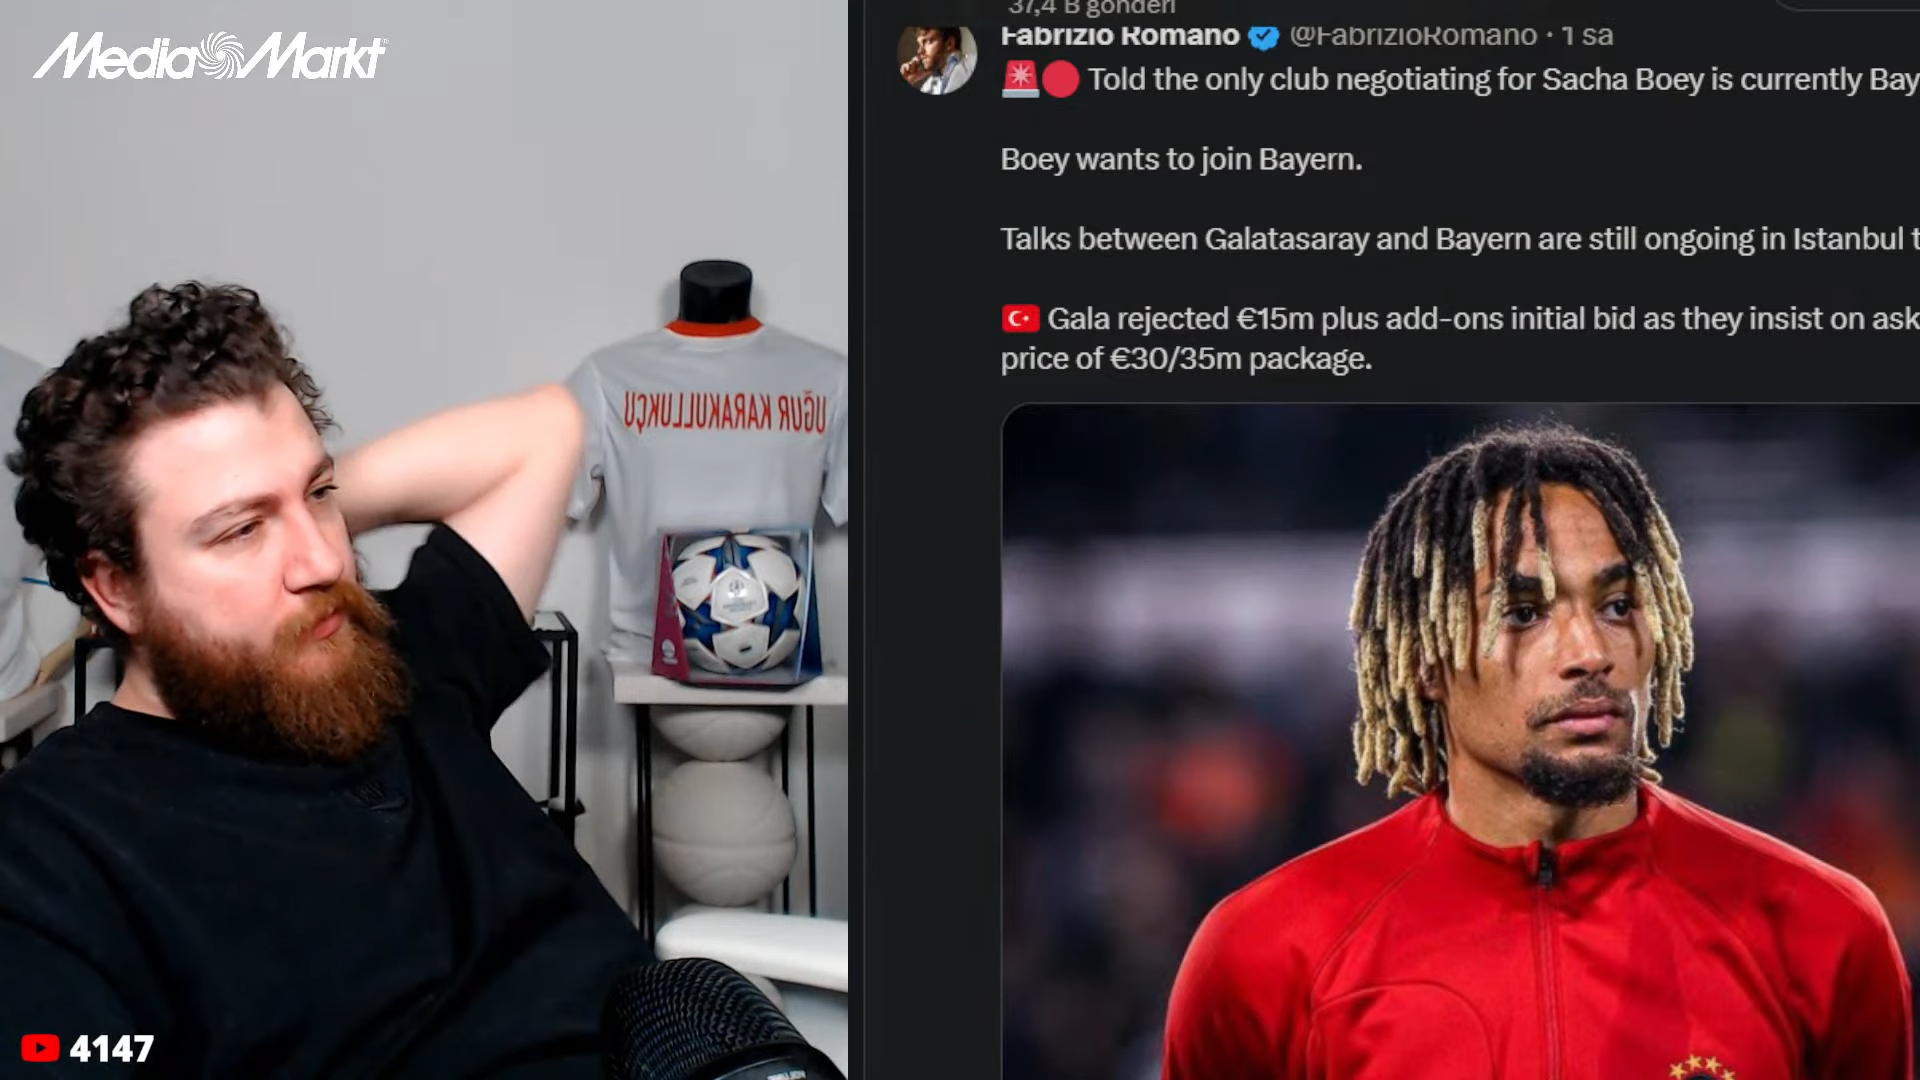 MediaMarkt
37,4 B gönderi
Fabrizio Romano @FabrizioRomano · 1 sa
Told the only club negotiating for Sacha Boey is currently Bay
Boey wants to join Bayern.
Talks between Galatasaray and Bayern are still ongoing in Istanbul t
Gala rejected €15m plus add-ons initial bid as they insist on ask
price of €30/35m package.
UĞUR KARAKULLUKÇU
4147